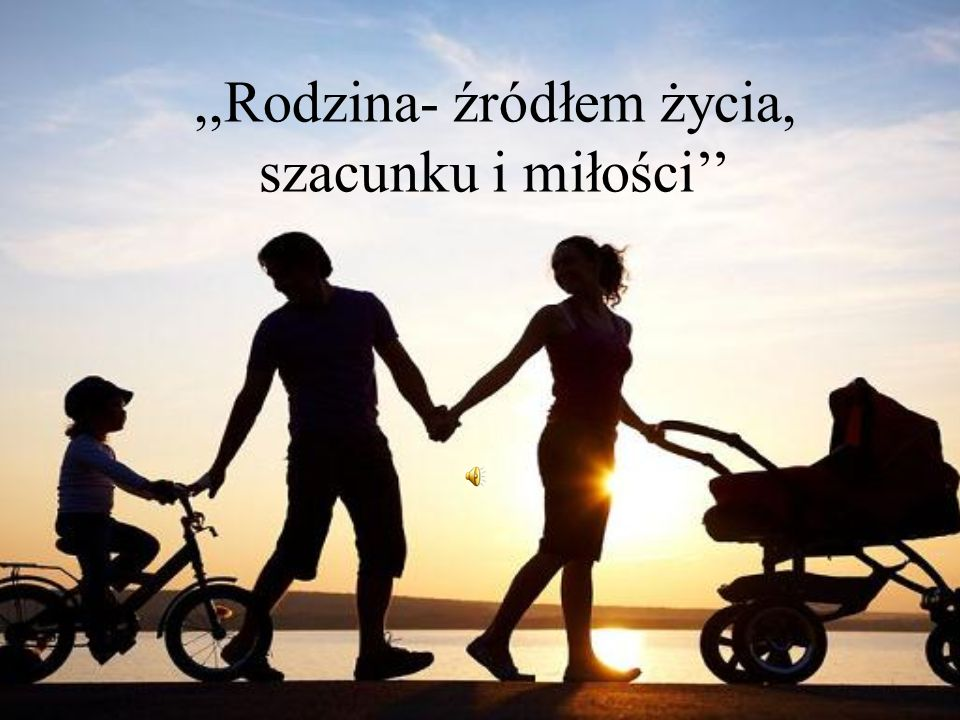 ,,Rodzina- źródłem życia,
szacunku i miłości’’